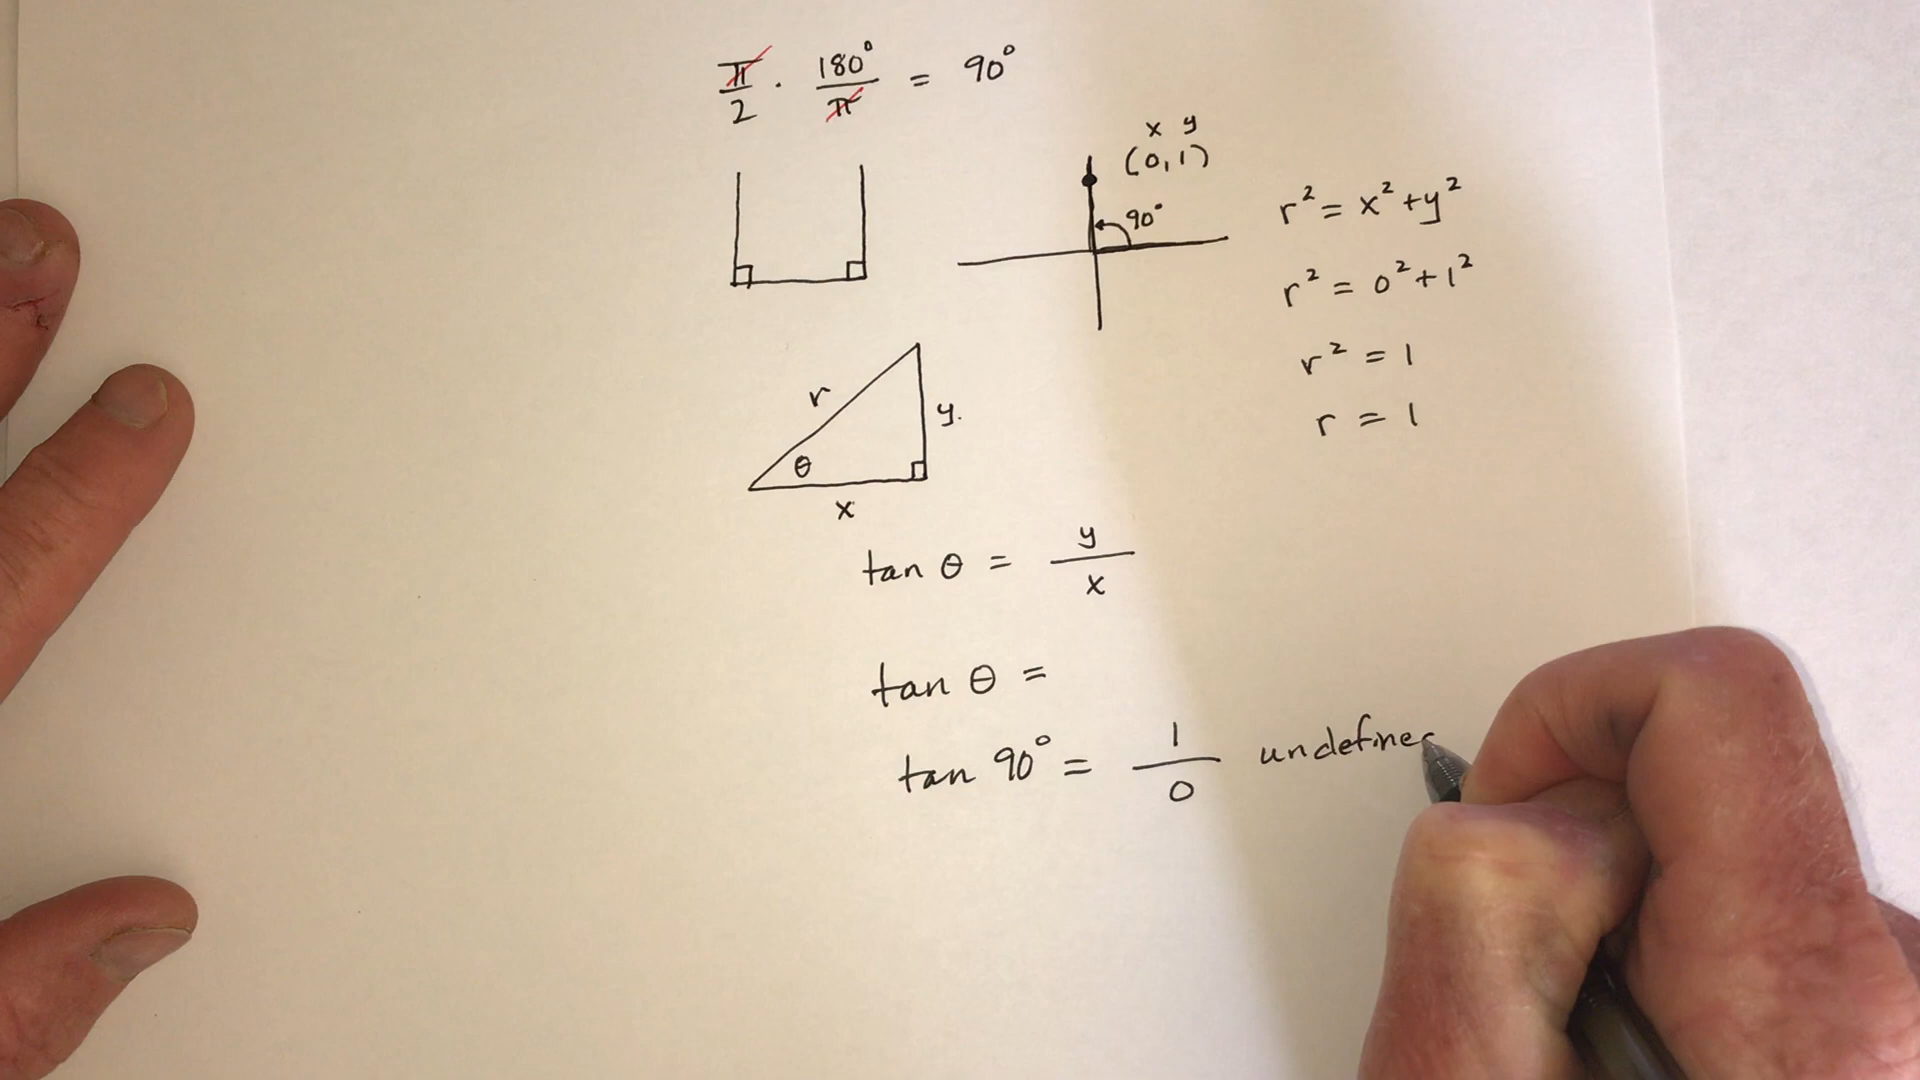 π/2 · 180°/π = 90°
x y
(0,1)
90°
r² = x² + y²
r² = 0² + 1²
r² = 1
r = 1
r
y.
θ
x
tan θ = y/x
tan θ =
tan 90° = 1/0 undefine